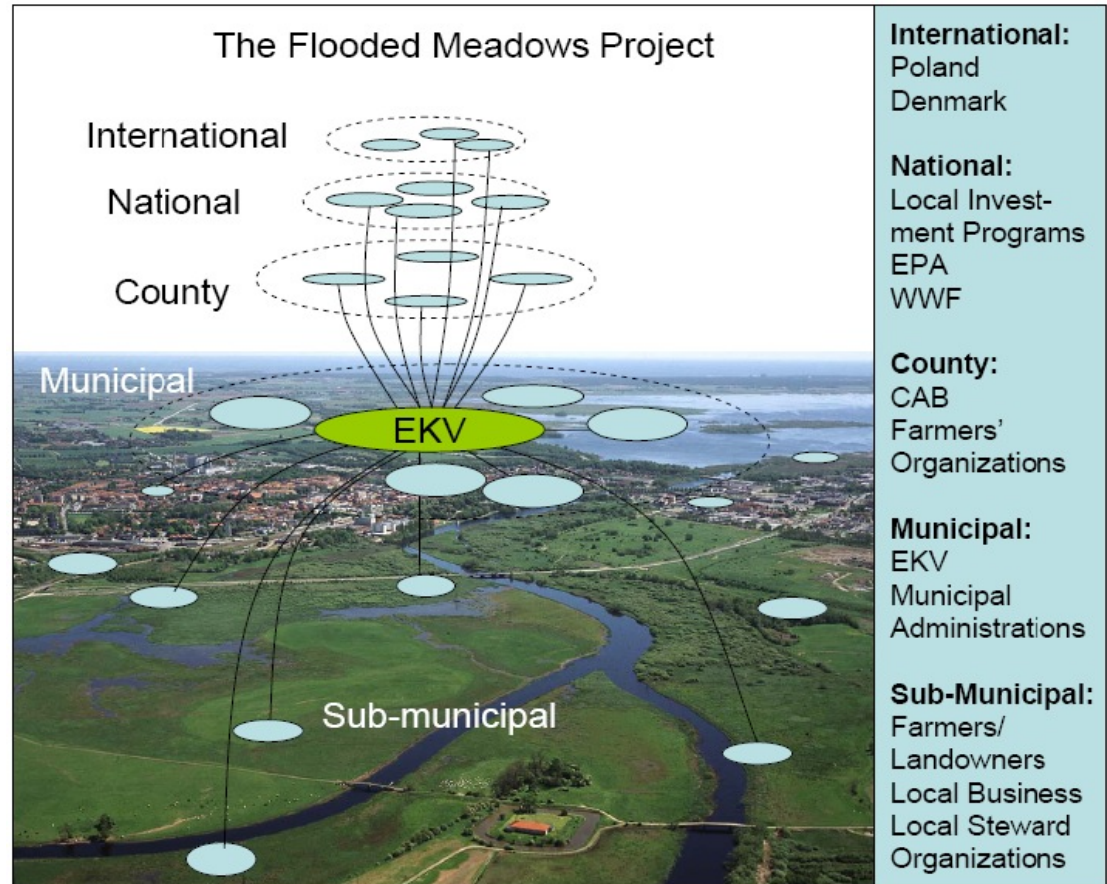 The Flooded Meadows Project
International
National
County
Municipal
EKV
Sub-municipal
International:
Poland
Denmark
National:
Local Invest-
ment Programs
EPA
WWF
County:
CAB
Farmers'
Organizations
Municipal:
EKV
Municipal
Administrations
Sub-Municipal:
Farmers/
Landowners
Local Business
Local Steward
Organizations